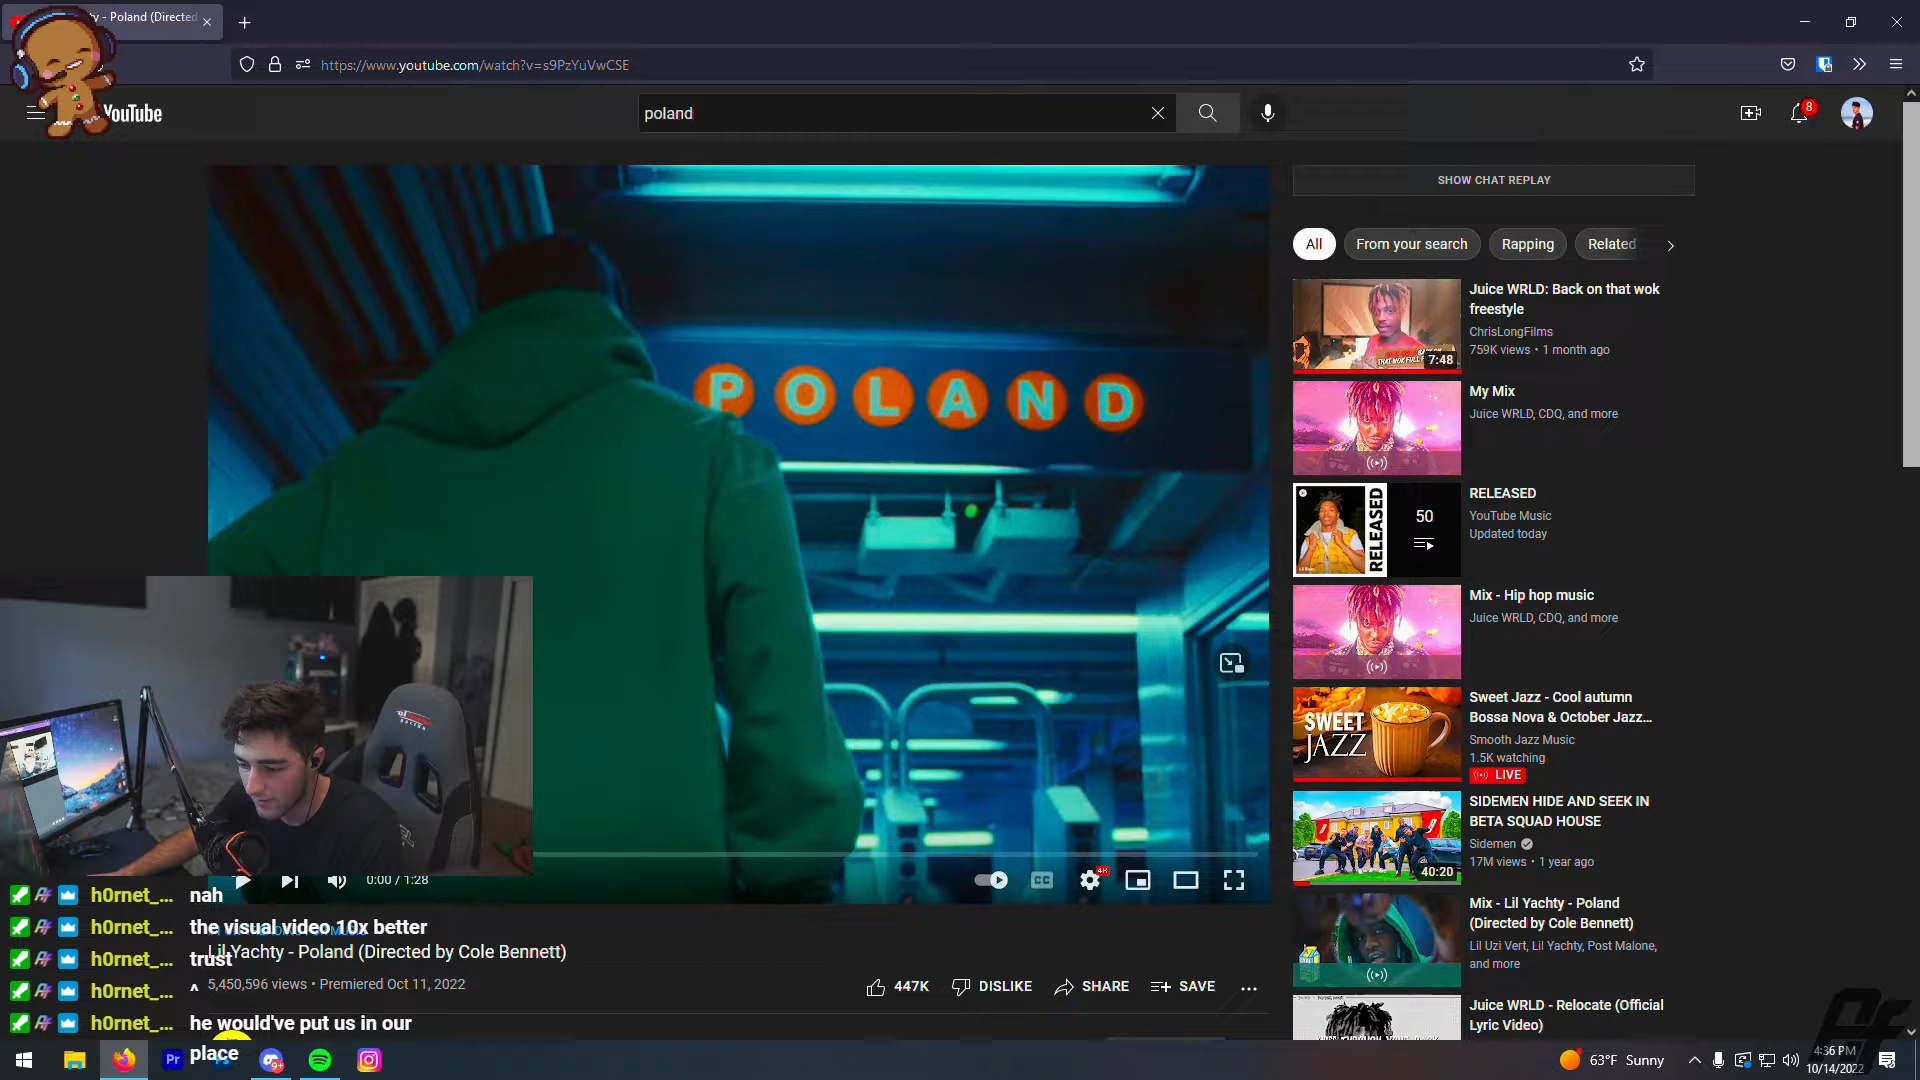 y - Poland (Directed
https://www.youtube.com/watch?v=s9PzYuVwCSE
YouTube
poland
8
SHOW CHAT REPLAY
All
From your search
Rapping
Related
POLAND
Juice WRLD: Back on that wok
freestyle
ChrisLongFilms
759K views • 1 month ago
7:48
My Mix
Juice WRLD, CDQ, and more
RELEASED
50
RELEASED
YouTube Music
Updated today
Mix - Hip hop music
Juice WRLD, CDQ, and more
SWEET
JAZZ
Sweet Jazz - Cool autumn
Bossa Nova & October Jazz...
Smooth Jazz Music
1.5K watching
LIVE
40:20
SIDEMEN HIDE AND SEEK IN
BETA SQUAD HOUSE
Sidemen
17M views • 1 year ago
Mix - Lil Yachty - Poland
(Directed by Cole Bennett)
Lil Uzi Vert, Lil Yachty, Post Malone,
and more
Juice WRLD - Relocate (Official
Lyric Video)
0:00 / 1:28
CC
4K
h0rnet_... nah
h0rnet_... the visual video 10x better
Lil Yachty - Poland (Directed by Cole Bennett)
h0rnet_... trust
5,450,596 views • Premiered Oct 11, 2022
447K
DISLIKE
SHARE
SAVE
h0rnet_... ^
h0rnet_... he would've put us in our
place
Pr
9+
63°F Sunny
4:36 PM
10/14/2022